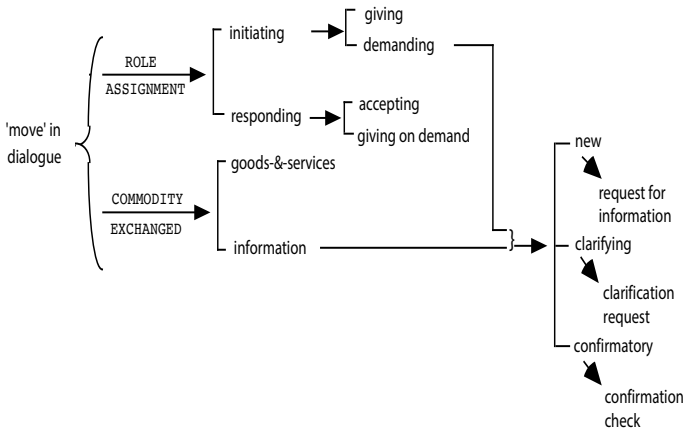 giving
initiating
demanding
ROLE
ASSIGNMENT
accepting
responding
giving on demand
'move' in
dialogue
goods-&-services
new
COMMODITY
EXCHANGED
request for
information
information
clarifying
clarification
request
confirmatory
confirmation
check